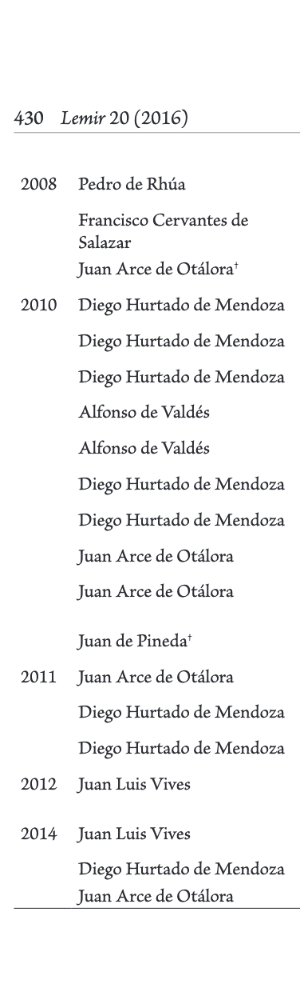 430 Lemir 20 (2016)
2008 Pedro de Rhúa
Francisco Cervantes de
Salazar
Juan Arce de Otálora†
2010 Diego Hurtado de Mendoza
Diego Hurtado de Mendoza
Diego Hurtado de Mendoza
Alfonso de Valdés
Alfonso de Valdés
Diego Hurtado de Mendoza
Diego Hurtado de Mendoza
Juan Arce de Otálora
Juan Arce de Otálora
Juan de Pineda†
2011 Juan Arce de Otálora
Diego Hurtado de Mendoza
Diego Hurtado de Mendoza
2012 Juan Luis Vives
2014 Juan Luis Vives
Diego Hurtado de Mendoza
Juan Arce de Otálora